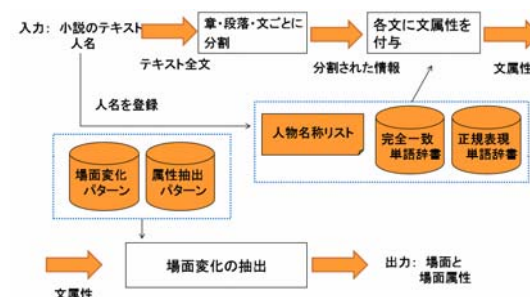 入力: 小説のテキスト
人名
テキスト全文
章・段落・文ごとに
分割
分割された情報
各文に文属性を
付与
文属性
人名を登録
人物名称リスト
完全一致
単語辞書
正規表現
単語辞書
場面変化
パターン
属性抽出
パターン
文属性
場面変化の抽出
出力: 場面と
場面属性